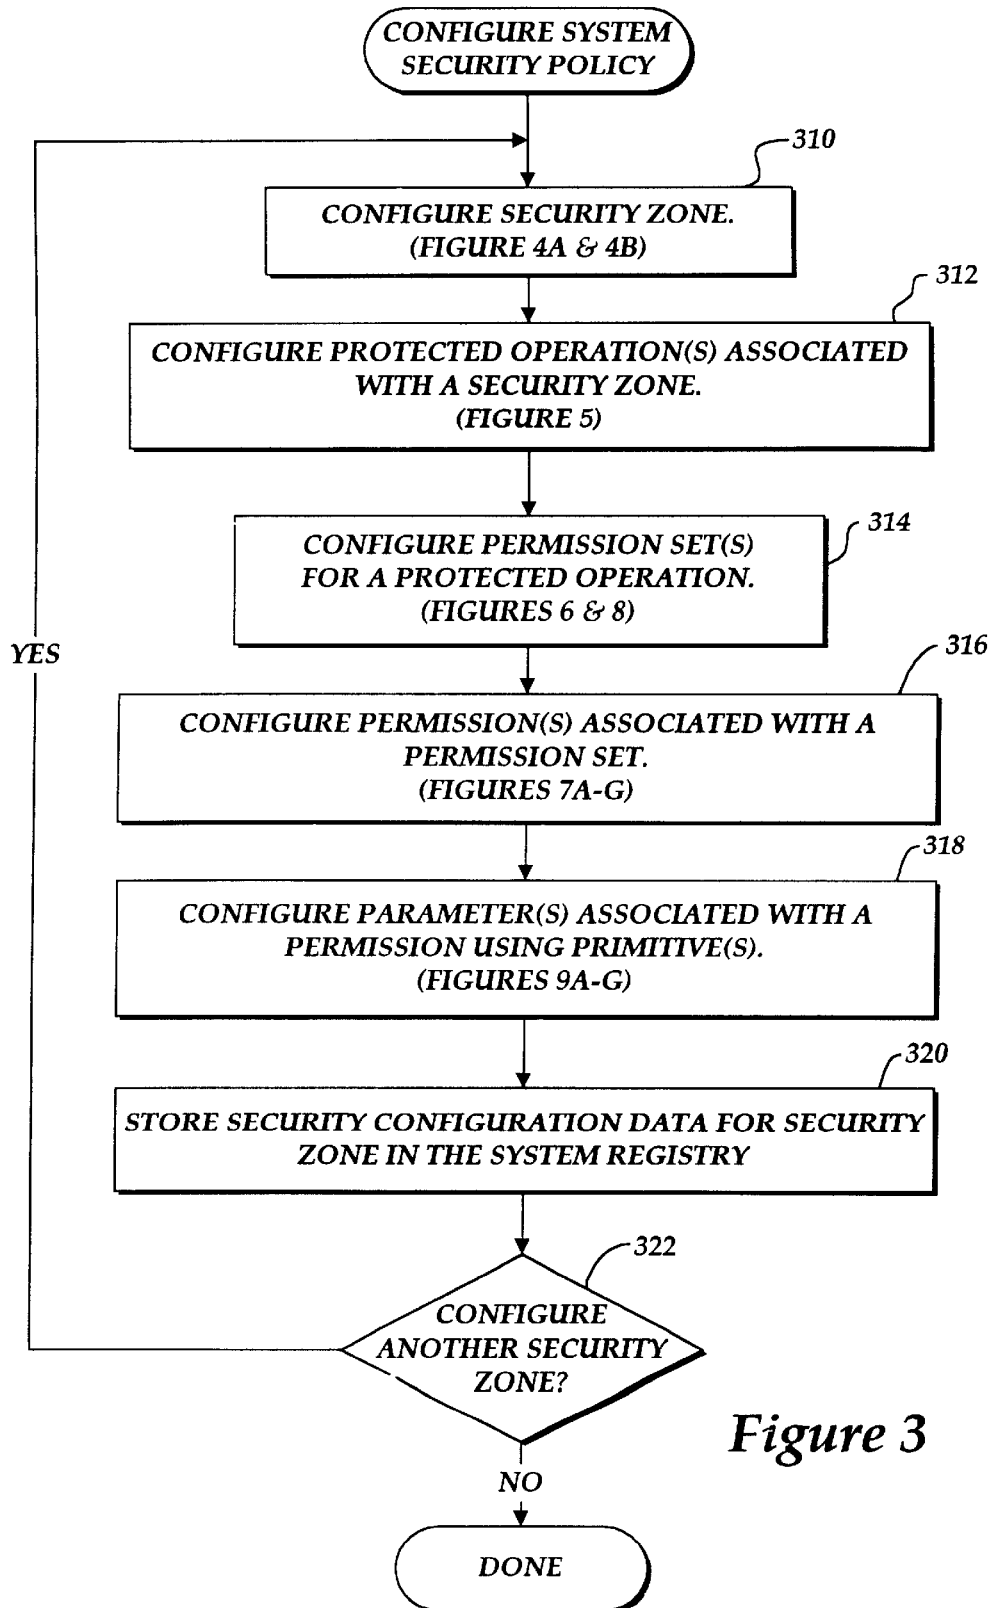 CONFIGURE SYSTEM
SECURITY POLICY
310
CONFIGURE SECURITY ZONE.
(FIGURE 4A & 4B)
312
CONFIGURE PROTECTED OPERATION(S) ASSOCIATED
WITH A SECURITY ZONE.
(FIGURE 5)
314
CONFIGURE PERMISSION SET(S)
FOR A PROTECTED OPERATION.
(FIGURES 6 & 8)
YES
316
CONFIGURE PERMISSION(S) ASSOCIATED WITH A
PERMISSION SET.
(FIGURES 7A-G)
318
CONFIGURE PARAMETER(S) ASSOCIATED WITH A
PERMISSION USING PRIMITIVE(S).
(FIGURES 9A-G)
320
STORE SECURITY CONFIGURATION DATA FOR SECURITY
ZONE IN THE SYSTEM REGISTRY
322
CONFIGURE
ANOTHER SECURITY
ZONE?
Figure 3
NO
DONE